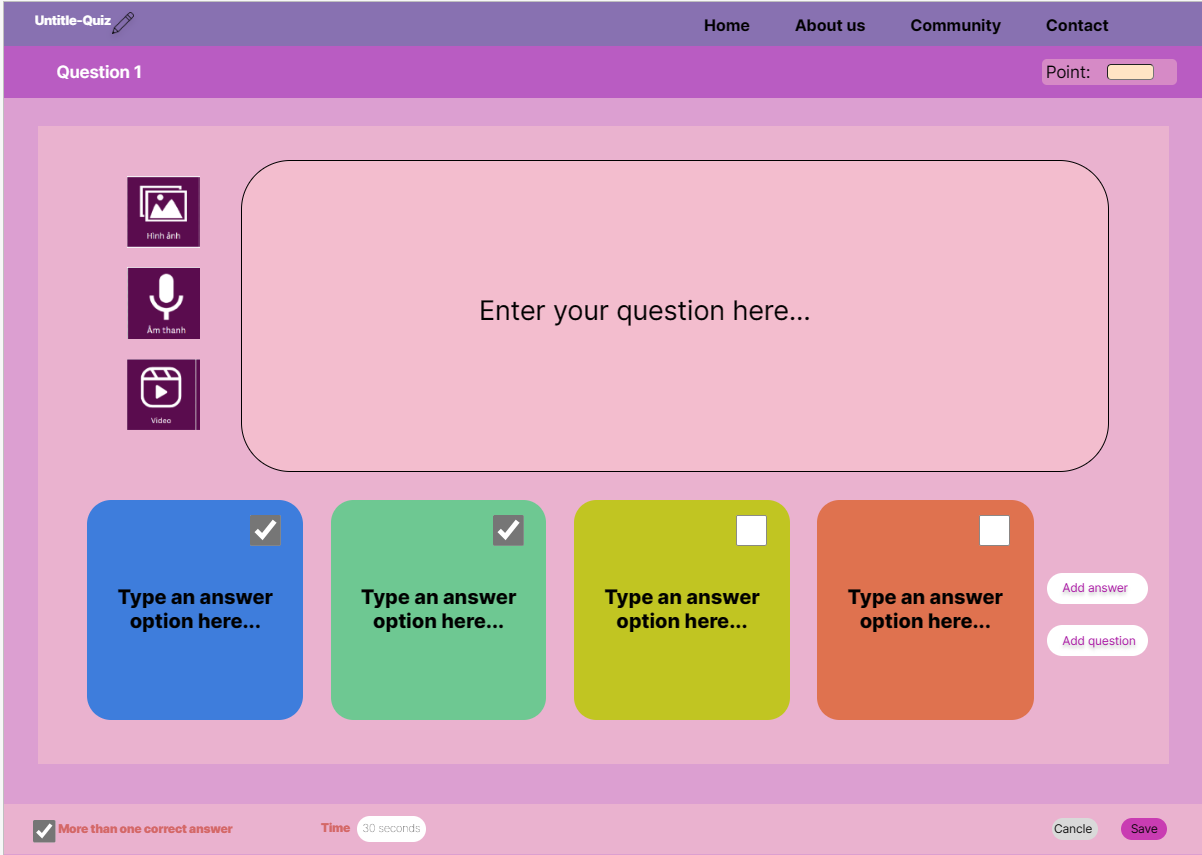 Untitle-Quiz
Home About us Community Contact
Question 1
Point:
Hình ảnh
Âm thanh
Video
Enter your question here...
Type an answer
option here...
Type an answer
option here...
Type an answer
option here...
Type an answer
option here...
Add answer
Add question
More than one correct answer
Time 30 seconds
Cancle
Save